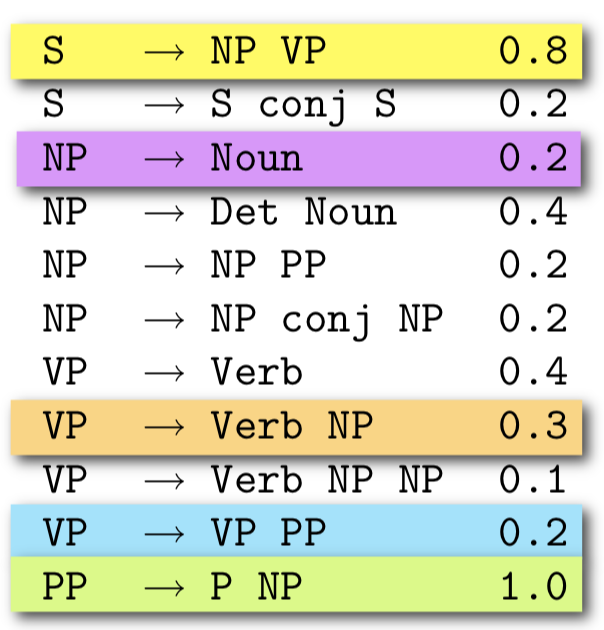 S → NP VP 0.8
S → S conj S 0.2
NP → Noun 0.2
NP → Det Noun 0.4
NP → NP PP 0.2
NP → NP conj NP 0.2
VP → Verb 0.4
VP → Verb NP 0.3
VP → Verb NP NP 0.1
VP → VP PP 0.2
PP → P NP 1.0